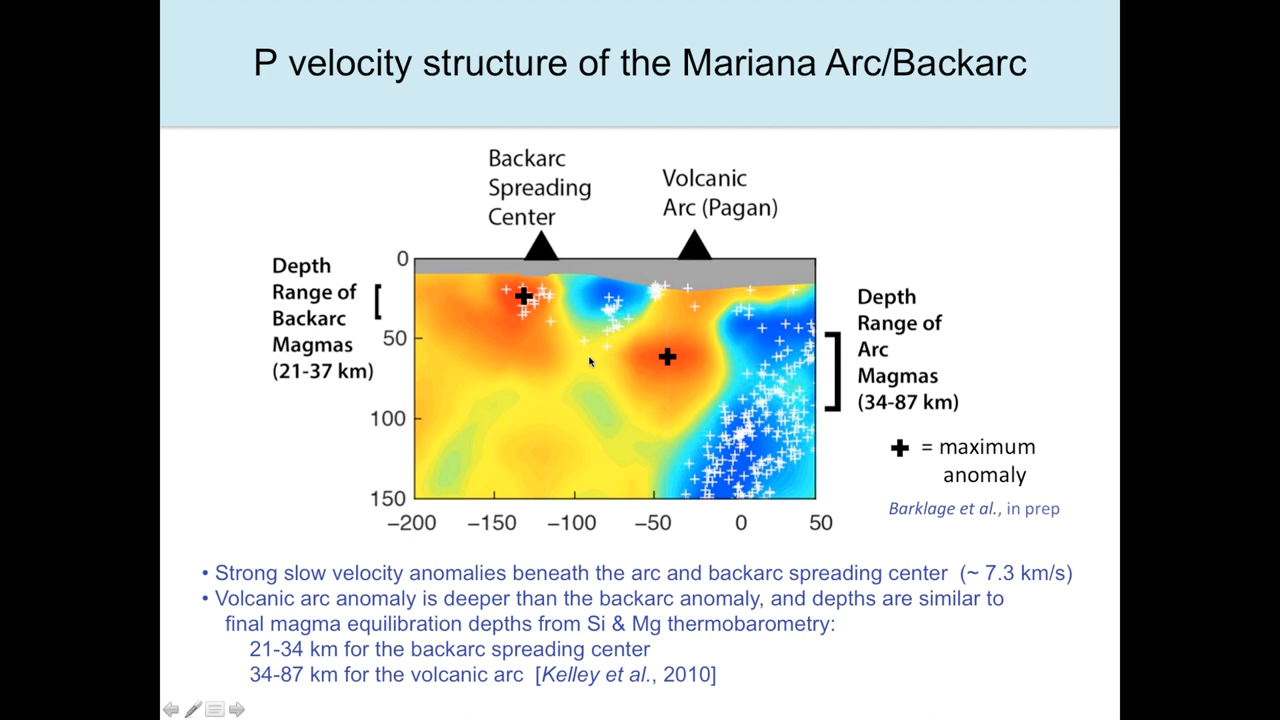 P velocity structure of the Mariana Arc/Backarc
Backarc
Spreading
Center
Volcanic
Arc (Pagan)
Depth
Range of
Backarc
Magmas
(21-37 km)
0
50
100
150
−200
−150
−100
−50
0
50
Depth
Range of
Arc
Magmas
(34-87 km)
✚ = maximum
anomaly
Barklage et al., in prep
• Strong slow velocity anomalies beneath the arc and backarc spreading center (~ 7.3 km/s)
• Volcanic arc anomaly is deeper than the backarc anomaly, and depths are similar to
final magma equilibration depths from Si & Mg thermobarometry:
21-34 km for the backarc spreading center
34-87 km for the volcanic arc [Kelley et al., 2010]